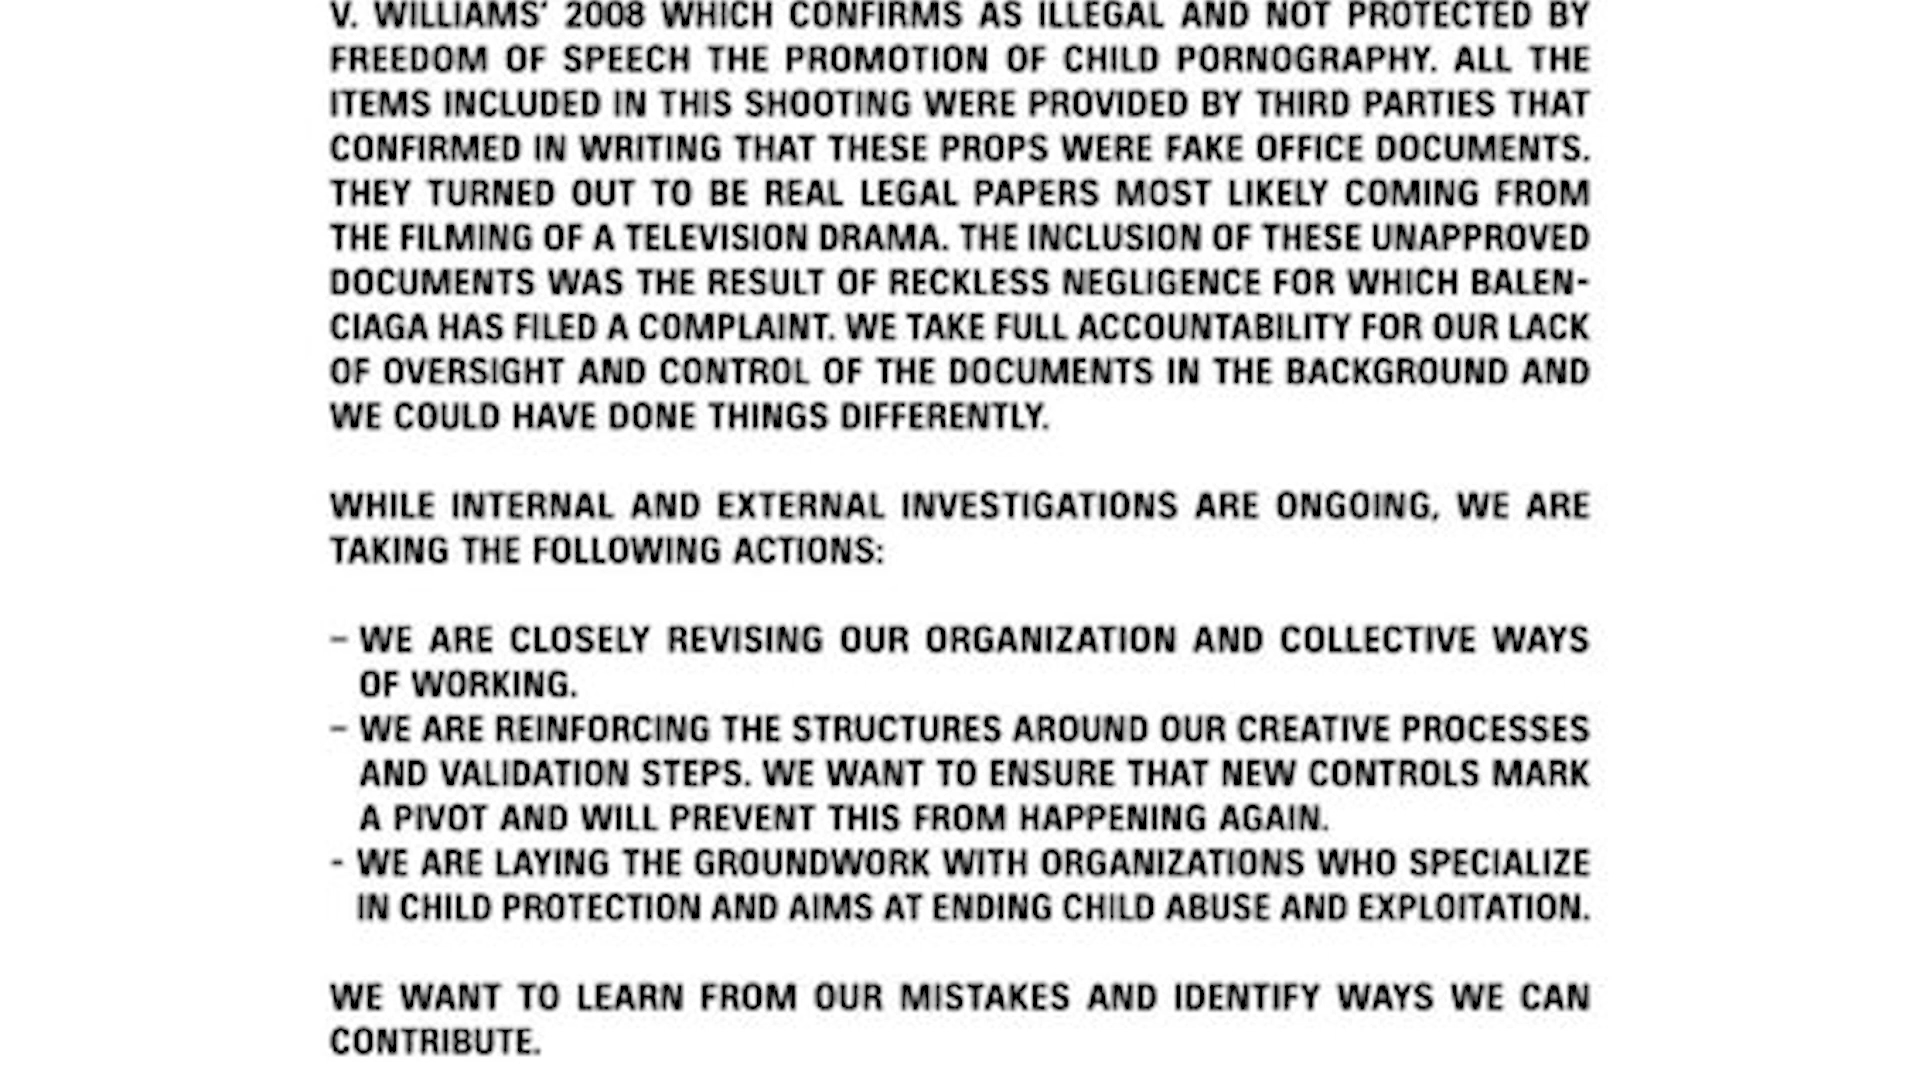 V. WILLIAMS' 2008 WHICH CONFIRMS AS ILLEGAL AND NOT PROTECTED BY
FREEDOM OF SPEECH THE PROMOTION OF CHILD PORNOGRAPHY. ALL THE
ITEMS INCLUDED IN THIS SHOOTING WERE PROVIDED BY THIRD PARTIES THAT
CONFIRMED IN WRITING THAT THESE PROPS WERE FAKE OFFICE DOCUMENTS.
THEY TURNED OUT TO BE REAL LEGAL PAPERS MOST LIKELY COMING FROM
THE FILMING OF A TELEVISION DRAMA. THE INCLUSION OF THESE UNAPPROVED
DOCUMENTS WAS THE RESULT OF RECKLESS NEGLIGENCE FOR WHICH BALEN-
CIAGA HAS FILED A COMPLAINT. WE TAKE FULL ACCOUNTABILITY FOR OUR LACK
OF OVERSIGHT AND CONTROL OF THE DOCUMENTS IN THE BACKGROUND AND
WE COULD HAVE DONE THINGS DIFFERENTLY.
WHILE INTERNAL AND EXTERNAL INVESTIGATIONS ARE ONGOING, WE ARE
TAKING THE FOLLOWING ACTIONS:
– WE ARE CLOSELY REVISING OUR ORGANIZATION AND COLLECTIVE WAYS
OF WORKING.
– WE ARE REINFORCING THE STRUCTURES AROUND OUR CREATIVE PROCESSES
AND VALIDATION STEPS. WE WANT TO ENSURE THAT NEW CONTROLS MARK
A PIVOT AND WILL PREVENT THIS FROM HAPPENING AGAIN.
- WE ARE LAYING THE GROUNDWORK WITH ORGANIZATIONS WHO SPECIALIZE
IN CHILD PROTECTION AND AIMS AT ENDING CHILD ABUSE AND EXPLOITATION.
WE WANT TO LEARN FROM OUR MISTAKES AND IDENTIFY WAYS WE CAN
CONTRIBUTE.